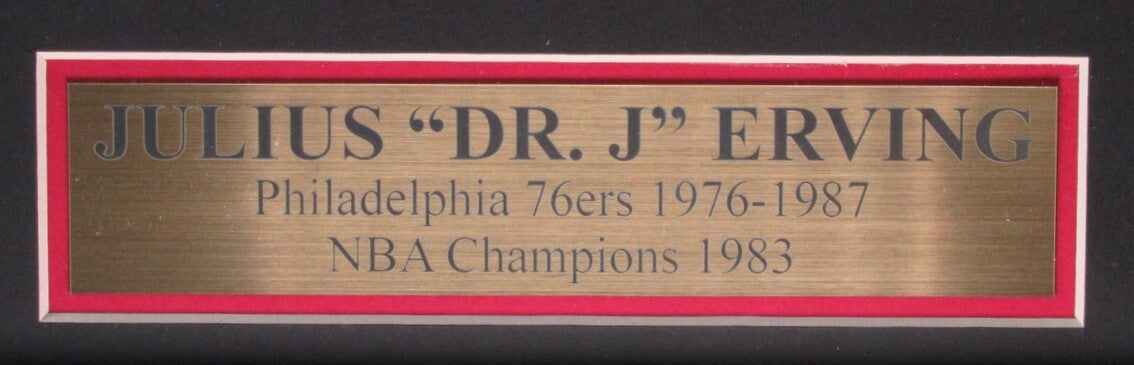 JULIUS “DR. J” ERVING
Philadelphia 76ers 1976-1987
NBA Champions 1983